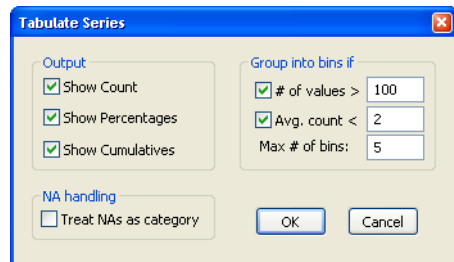 Tabulate Series
Output
Show Count
Show Percentages
Show Cumulatives
NA handling
Treat NAs as category
Group into bins if
# of values > 100
Avg. count < 2
Max # of bins: 5
OK
Cancel